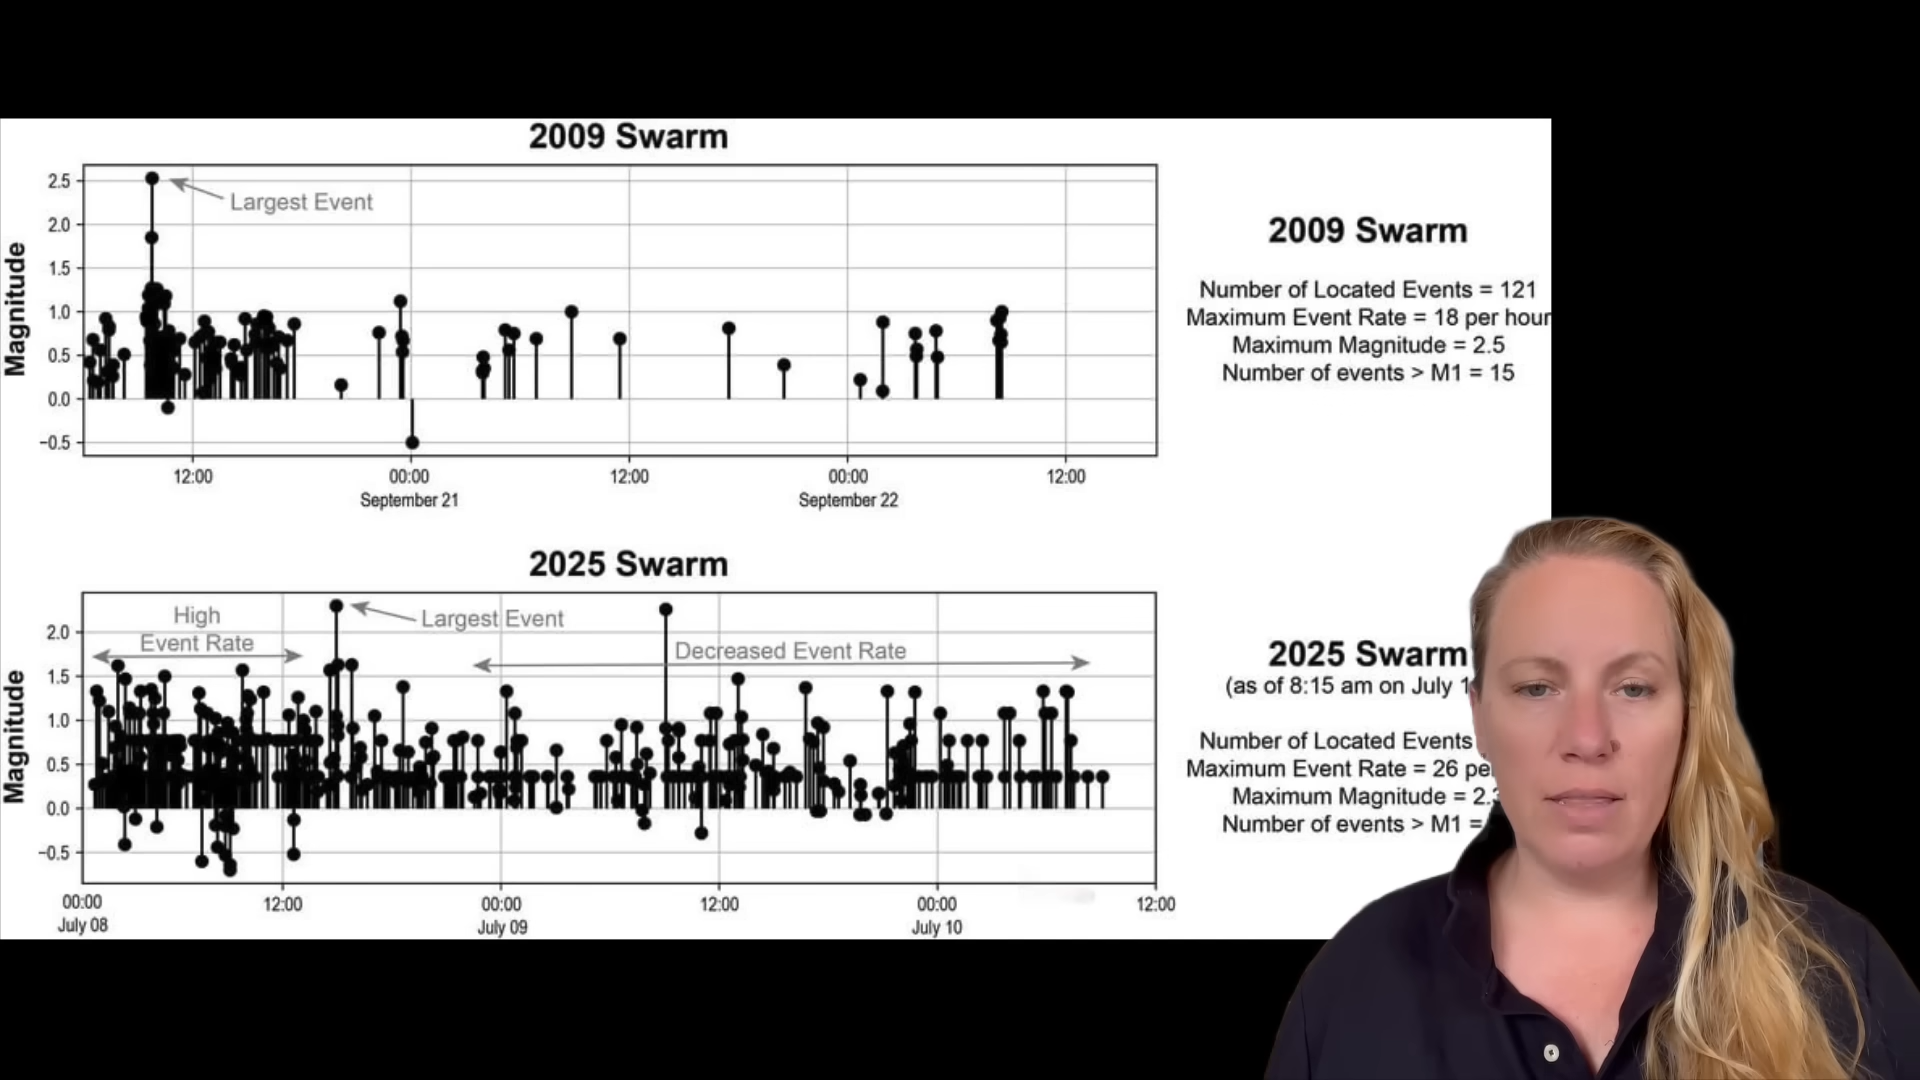 2009 Swarm
Magnitude
2.5
2.0
1.5
1.0
0.5
0.0
−0.5
Largest Event
12:00
00:00
12:00
00:00
12:00
September 21
September 22
2009 Swarm
Number of Located Events = 121
Maximum Event Rate = 18 per hour
Maximum Magnitude = 2.5
Number of events > M1 = 15
2025 Swarm
Magnitude
2.0
1.5
1.0
0.5
0.0
−0.5
High
Event Rate
Largest Event
Decreased Event Rate
00:00
12:00
00:00
12:00
00:00
12:00
July 08
July 09
July 10
2025 Swarm
(as of 8:15 am on July
Number of Located Events
Maximum Event Rate = 26
Maximum Magnitude =
Number of events > M1 =